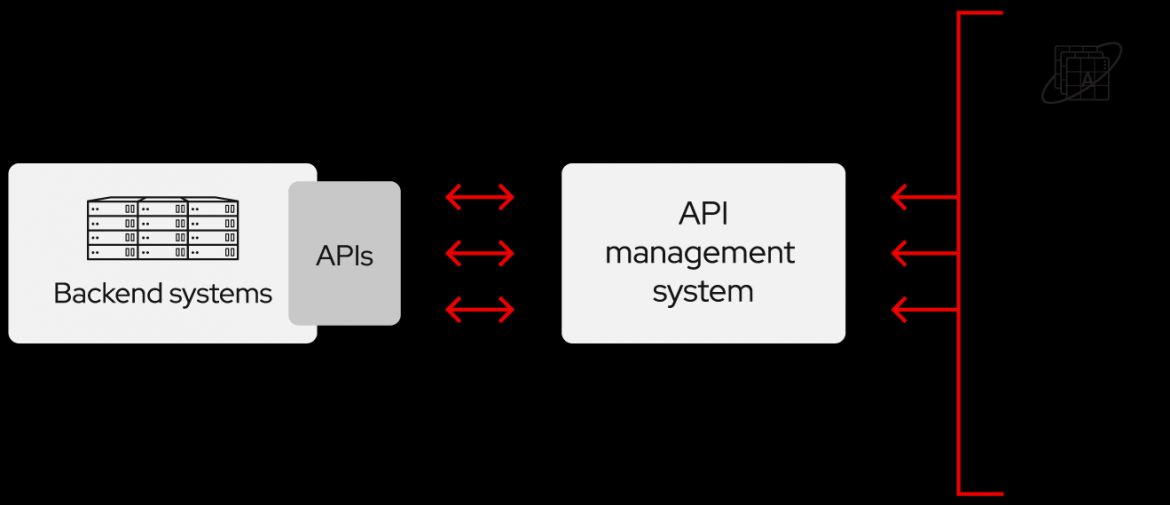 Backend systems
APIs
API
management
system
A